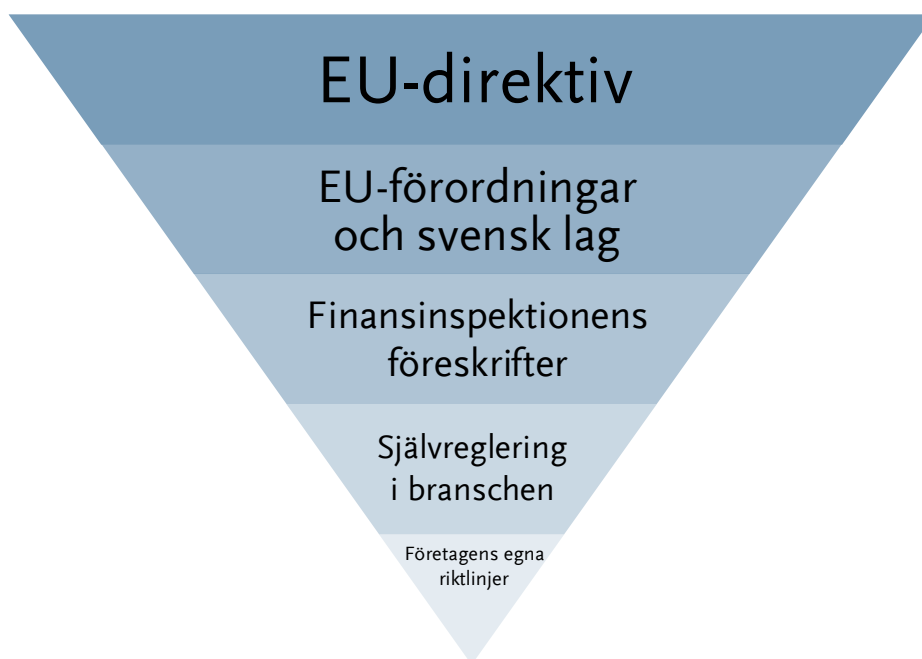 EU-direktiv
EU-förordningar
och svensk lag
Finansinspektionens
föreskrifter
Självreglering
i branschen
Företagens egna
riktlinjer